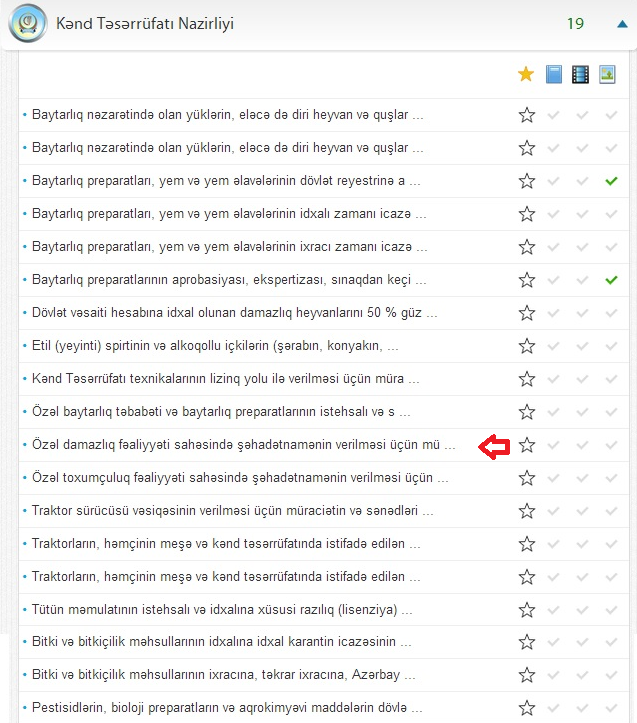 Kənd Təsərrüfatı Nazirliyi 19
Baytarlıq nəzarətində olan yüklərin, eləcə də diri heyvan və quşlar ...
Baytarlıq nəzarətində olan yüklərin, eləcə də diri heyvan və quşlar ...
Baytarlıq preparatları, yem və yem əlavələrinin dövlət reyestrinə a ...
Baytarlıq preparatları, yem və yem əlavələrinin idxalı zamanı icazə ...
Baytarlıq preparatları, yem və yem əlavələrinin ixracı zamanı icazə ...
Baytarlıq preparatlarının aprobasiyası, ekspertizası, sınaqdan keçi ...
Dövlət vəsaiti hesabına idxal olunan damazlıq heyvanlarını 50 % güz ...
Etil (yeyinti) spirtinin və alkoqollu içkilərin (şərabın, konyakın, ...
Kənd Təsərrüfatı texnikalarının lizinq yolu ilə verilməsi üçün müra ...
Özəl baytarlıq təbabəti və baytarlıq preparatlarının istehsalı və s ...
Özəl damazlıq fəaliyyəti sahəsində şəhadətnamənin verilməsi üçün mü ...
Özəl toxumçuluq fəaliyyəti sahəsində şəhadətnamənin verilməsi üçün ...
Traktor sürücüsü vəsiqəsinin verilməsi üçün müraciətin və sənədləri ...
Traktorların, həmçinin meşə və kənd təsərrüfatında istifadə edilən ...
Traktorların, həmçinin meşə və kənd təsərrüfatında istifadə edilən ...
Tütün məmulatının istehsalı və idxalına xüsusi razılıq (lisenziya) ...
Bitki və bitkiçilik məhsullarının idxalına idxal karantin icazəsinin ...
Bitki və bitkiçilik məhsullarının ixracına, təkrar ixracına, Azərbay ...
Pestisidlərin, bioloji preparatların və aqrokimyəvi maddələrin dövlə ...